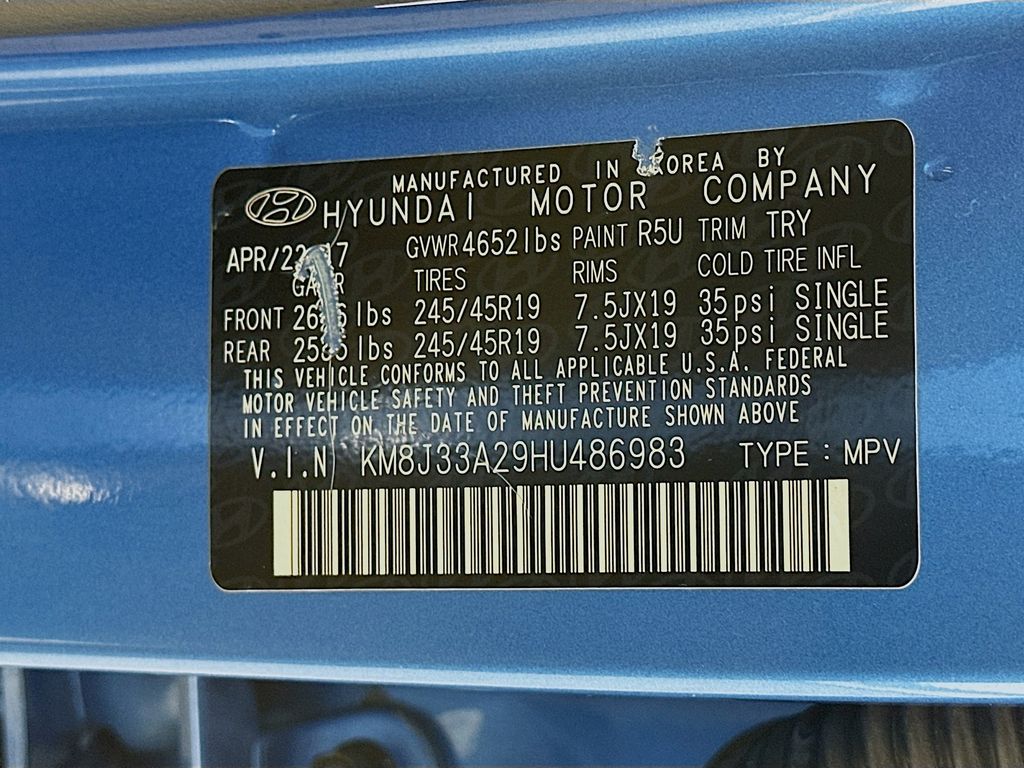 MANUFACTURED IN KOREA BY
HYUNDAI MOTOR COMPANY
GVWR 4652lbs PAINT R5U TRIM TRY
TIRES RIMS COLD TIRE INFL
FRONT lbs 245/45R19 7.5JX19 35psi SINGLE
REAR lbs 245/45R19 7.5JX19 35psi SINGLE
THIS VEHICLE CONFORMS TO ALL APPLICABLE U.S.A. FEDERAL
MOTOR VEHICLE SAFETY AND THEFT PREVENTION STANDARDS
IN EFFECT ON THE DATE OF MANUFACTURE SHOWN ABOVE
V.I.N KM8J33A29HU486983 TYPE : MPV